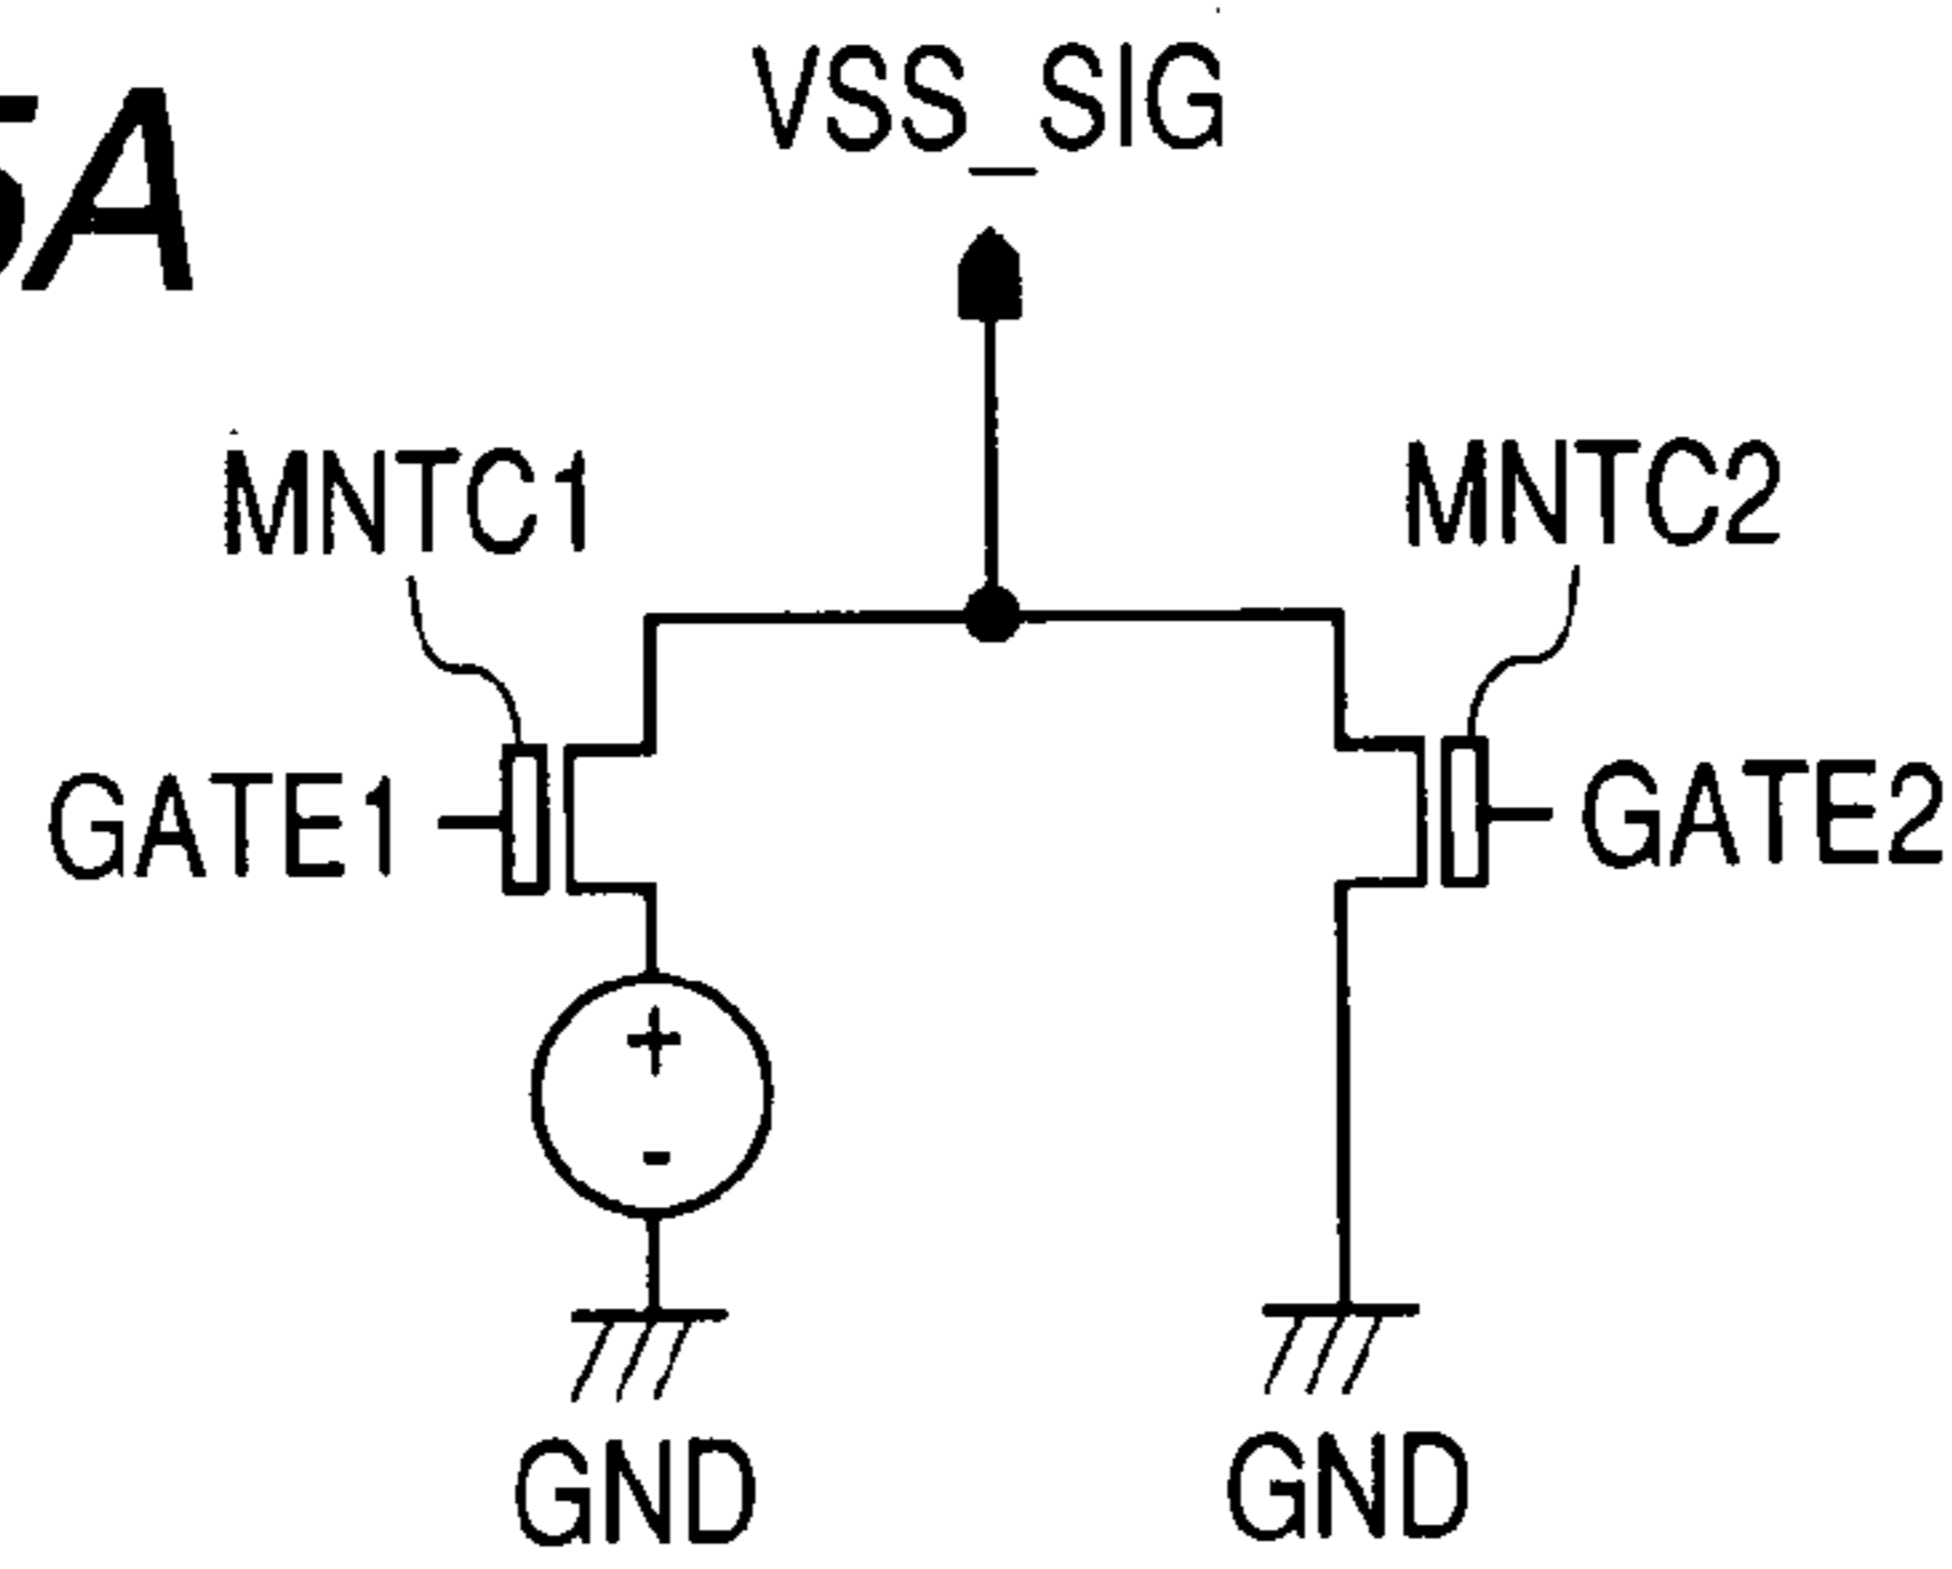 5A
VSS_SIG
MNTC1
MNTC2
GATE1
GATE2
+
-
GND
GND